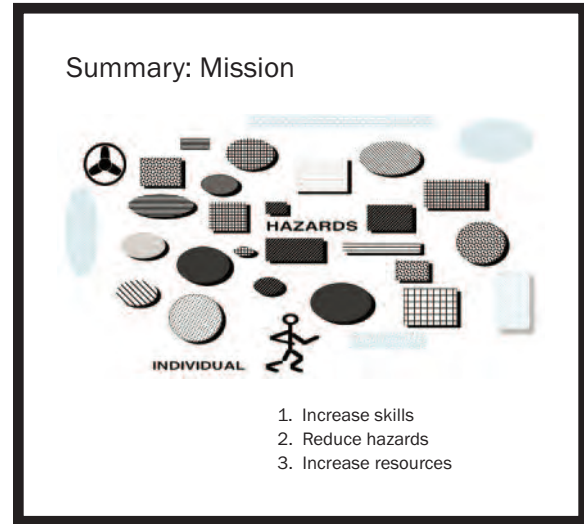 Summary: Mission
HAZARDS
INDIVIDUAL
1. Increase skills
2. Reduce hazards
3. Increase resources